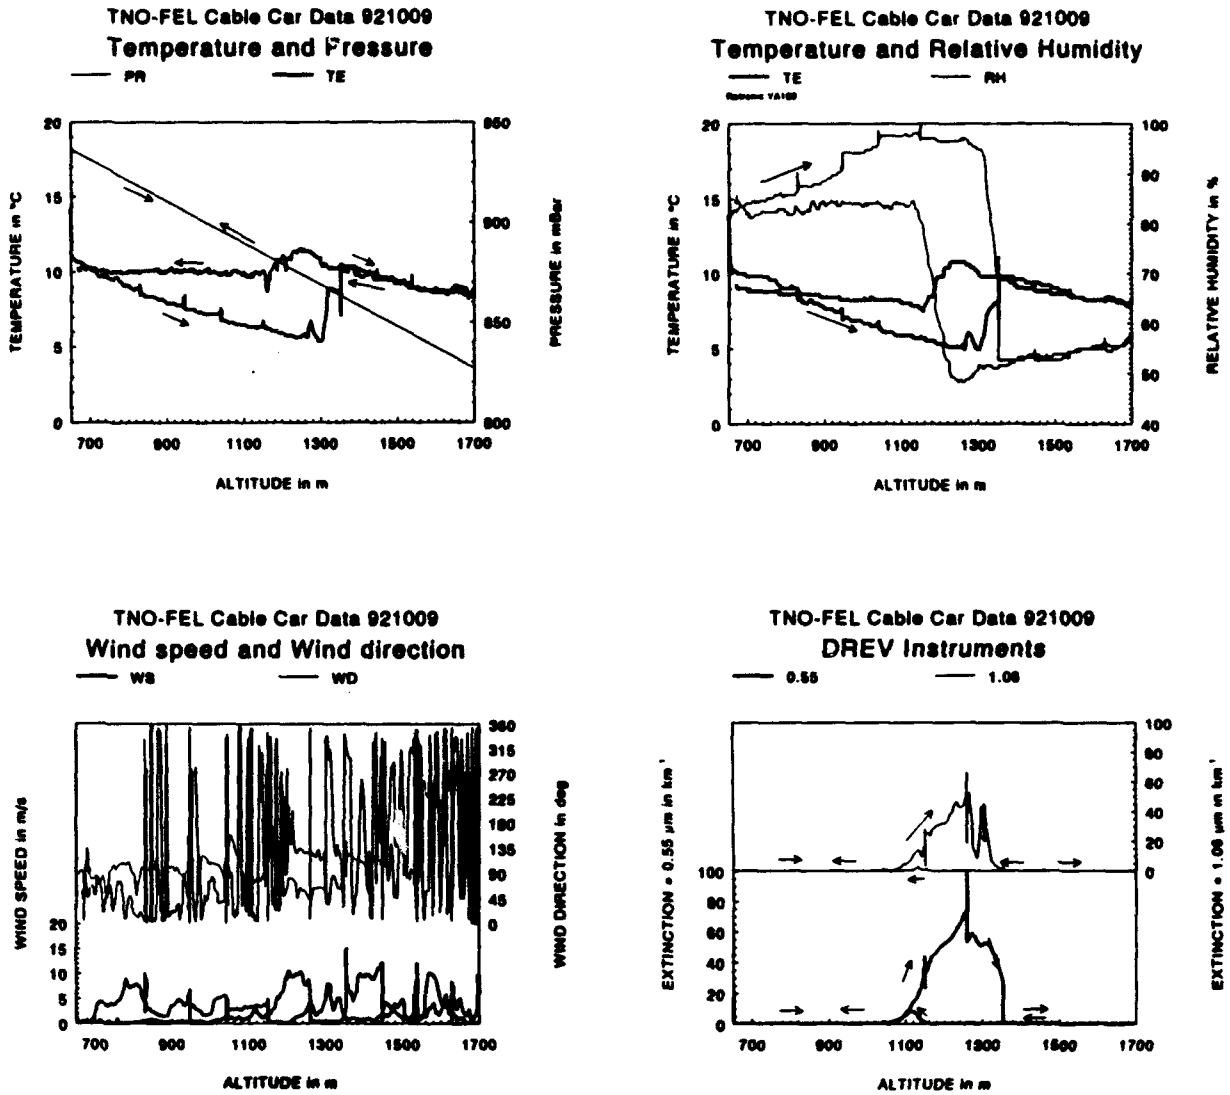 TNO-FEL Cable Car Data 921009
Temperature and Pressure
PR TE
20 950
15 900
10
5 850
0 800
700 900 1100 1300 1500 1700
TEMPERATURE in °C
PRESSURE in mBar
ALTITUDE in m
TNO-FEL Cable Car Data 921009
Temperature and Relative Humidity
TE RH
Rotronic YA100
20 100
90
15 80
10 70
60
5 50
0 40
700 900 1100 1300 1500 1700
TEMPERATURE in °C
RELATIVE HUMIDITY in %
ALTITUDE in m
TNO-FEL Cable Car Data 921009
Wind speed and Wind direction
WS WD
360
315
270
225
180
135
90
45
20 0
15
10
5
0
700 900 1100 1300 1500 1700
WIND SPEED in m/s
WIND DIRECTION in deg
ALTITUDE in m
TNO-FEL Cable Car Data 921009
DREV Instruments
0.55 1.06
100
80
60
40
20
100 0
80
60
40
20
0
700 900 1100 1300 1500 1700
EXTINCTION @ 0.55 µm in km⁻¹
EXTINCTION @ 1.06 µm in km⁻¹
ALTITUDE in m